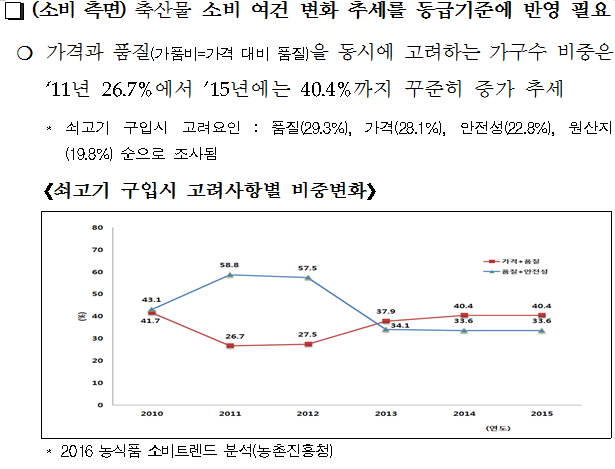 ❏ (소비 측면) 축산물 소비 여건 변화 추세를 등급기준에 반영 필요
❍ 가격과 품질(가품비=가격 대비 품질)을 동시에 고려하는 가구수 비중은
‘11년 26.7%에서 ’15년에는 40.4%까지 꾸준히 증가 추세
* 쇠고기 구입시 고려요인 : 품질(29.3%), 가격(28.1%), 안전성(22.8%), 원산지
(19.8%) 순으로 조사됨
《쇠고기 구입시 고려사항별 비중변화》
80
70
60
50
40
30
20
10
0
(%)
가격+품질
품질+안전성
43.1
58.8
57.5
34.1
33.6
33.6
41.7
26.7
27.5
37.9
40.4
40.4
2010
2011
2012
2013
2014
2015
(연도)
* 2016 농식품 소비트렌드 분석(농촌진흥청)